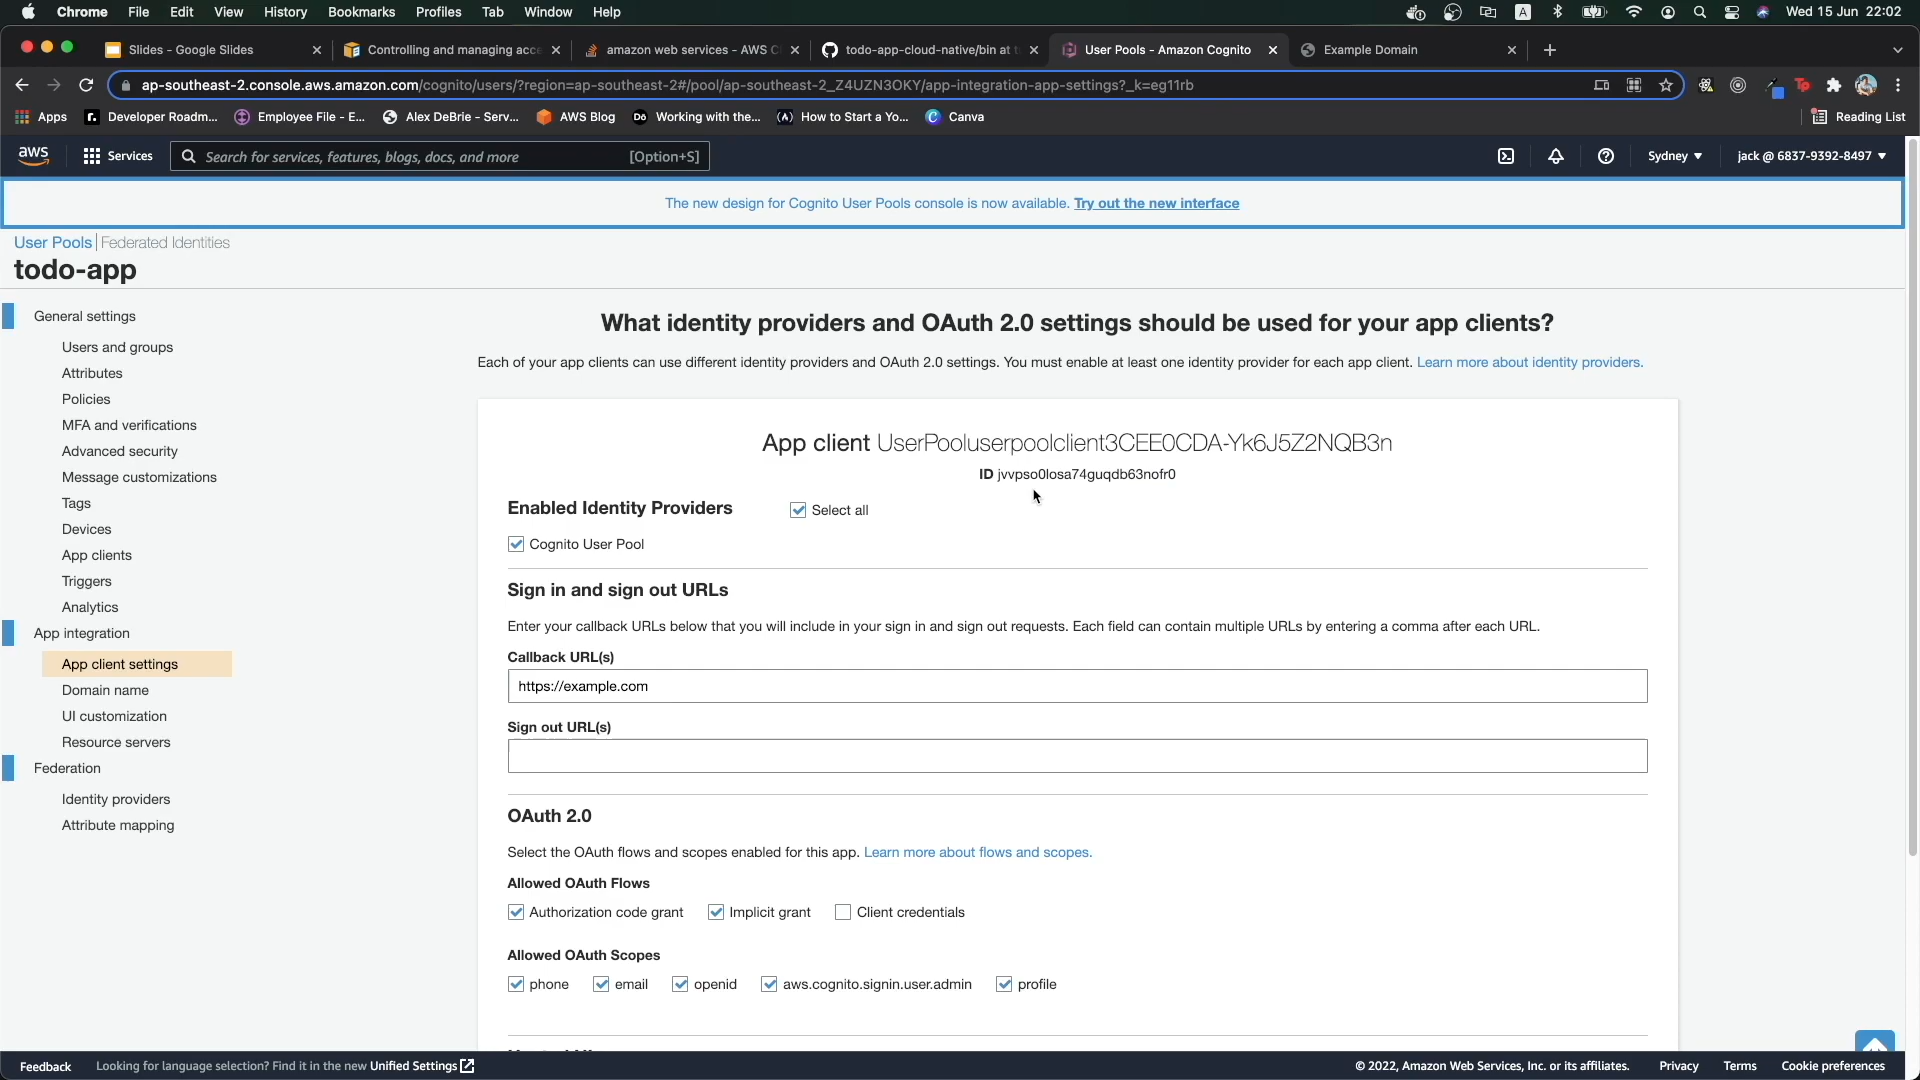 Chrome File Edit View History Bookmarks Profiles Tab Window Help A Wed 15 Jun 22:02
Slides - Google Slides
Controlling and managing acce
amazon web services - AWS C
todo-app-cloud-native/bin at t
User Pools - Amazon Cognito
Example Domain
ap-southeast-2.console.aws.amazon.com/cognito/users/?region=ap-southeast-2#/pool/ap-southeast-2_Z4UZN3OKY/app-integration-app-settings?_k=eg11rb
Apps Developer Roadm... Employee File - E... Alex DeBrie - Serv... AWS Blog Working with the... How to Start a Yo... Canva Reading List
aws Services Search for services, features, blogs, docs, and more [Option+S] Sydney jack @ 6837-9392-8497
The new design for Cognito User Pools console is now available. Try out the new interface
User Pools | Federated Identities
todo-app
General settings
Users and groups
Attributes
Policies
MFA and verifications
Advanced security
Message customizations
Tags
Devices
App clients
Triggers
Analytics
App integration
App client settings
Domain name
UI customization
Resource servers
Federation
Identity providers
Attribute mapping
What identity providers and OAuth 2.0 settings should be used for your app clients?
Each of your app clients can use different identity providers and OAuth 2.0 settings. You must enable at least one identity provider for each app client. Learn more about identity providers.
App client UserPooluserpoolclient3CEE0CDA-Yk6J5Z2NQB3n
ID jvvpso0losa74guqdb63nofr0
Enabled Identity Providers Select all
Cognito User Pool
Sign in and sign out URLs
Enter your callback URLs below that you will include in your sign in and sign out requests. Each field can contain multiple URLs by entering a comma after each URL.
Callback URL(s)
https://example.com
Sign out URL(s)
OAuth 2.0
Select the OAuth flows and scopes enabled for this app. Learn more about flows and scopes.
Allowed OAuth Flows
Authorization code grant Implicit grant Client credentials
Allowed OAuth Scopes
phone email openid aws.cognito.signin.user.admin profile
Feedback Looking for language selection? Find it in the new Unified Settings © 2022, Amazon Web Services, Inc. or its affiliates. Privacy Terms Cookie preferences